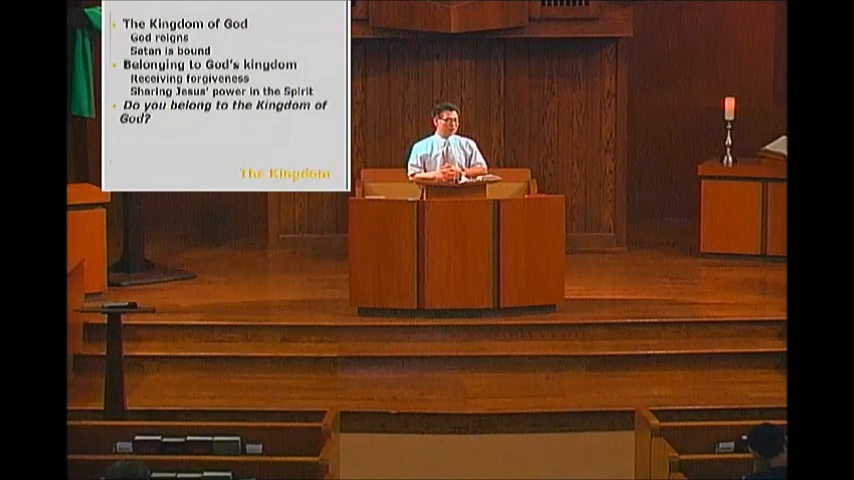 The Kingdom of God
God reigns
Satan is bound
Belonging to God's kingdom
Receiving forgiveness
Sharing Jesus' power in the Spirit
Do you belong to the Kingdom of
God?
The Kingdom